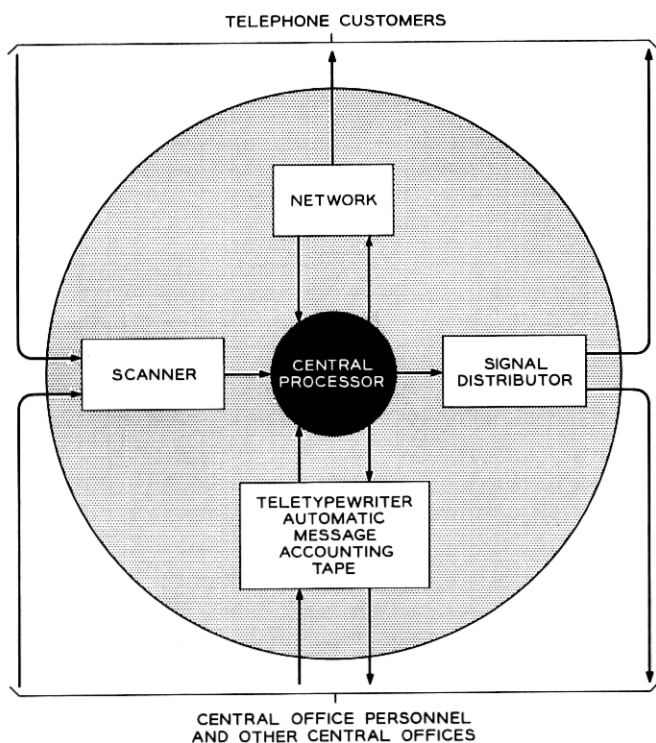 TELEPHONE CUSTOMERS
NETWORK
SCANNER
CENTRAL
PROCESSOR
SIGNAL
DISTRIBUTOR
TELETYPEWRITER
AUTOMATIC
MESSAGE
ACCOUNTING
TAPE
CENTRAL OFFICE PERSONNEL
AND OTHER CENTRAL OFFICES